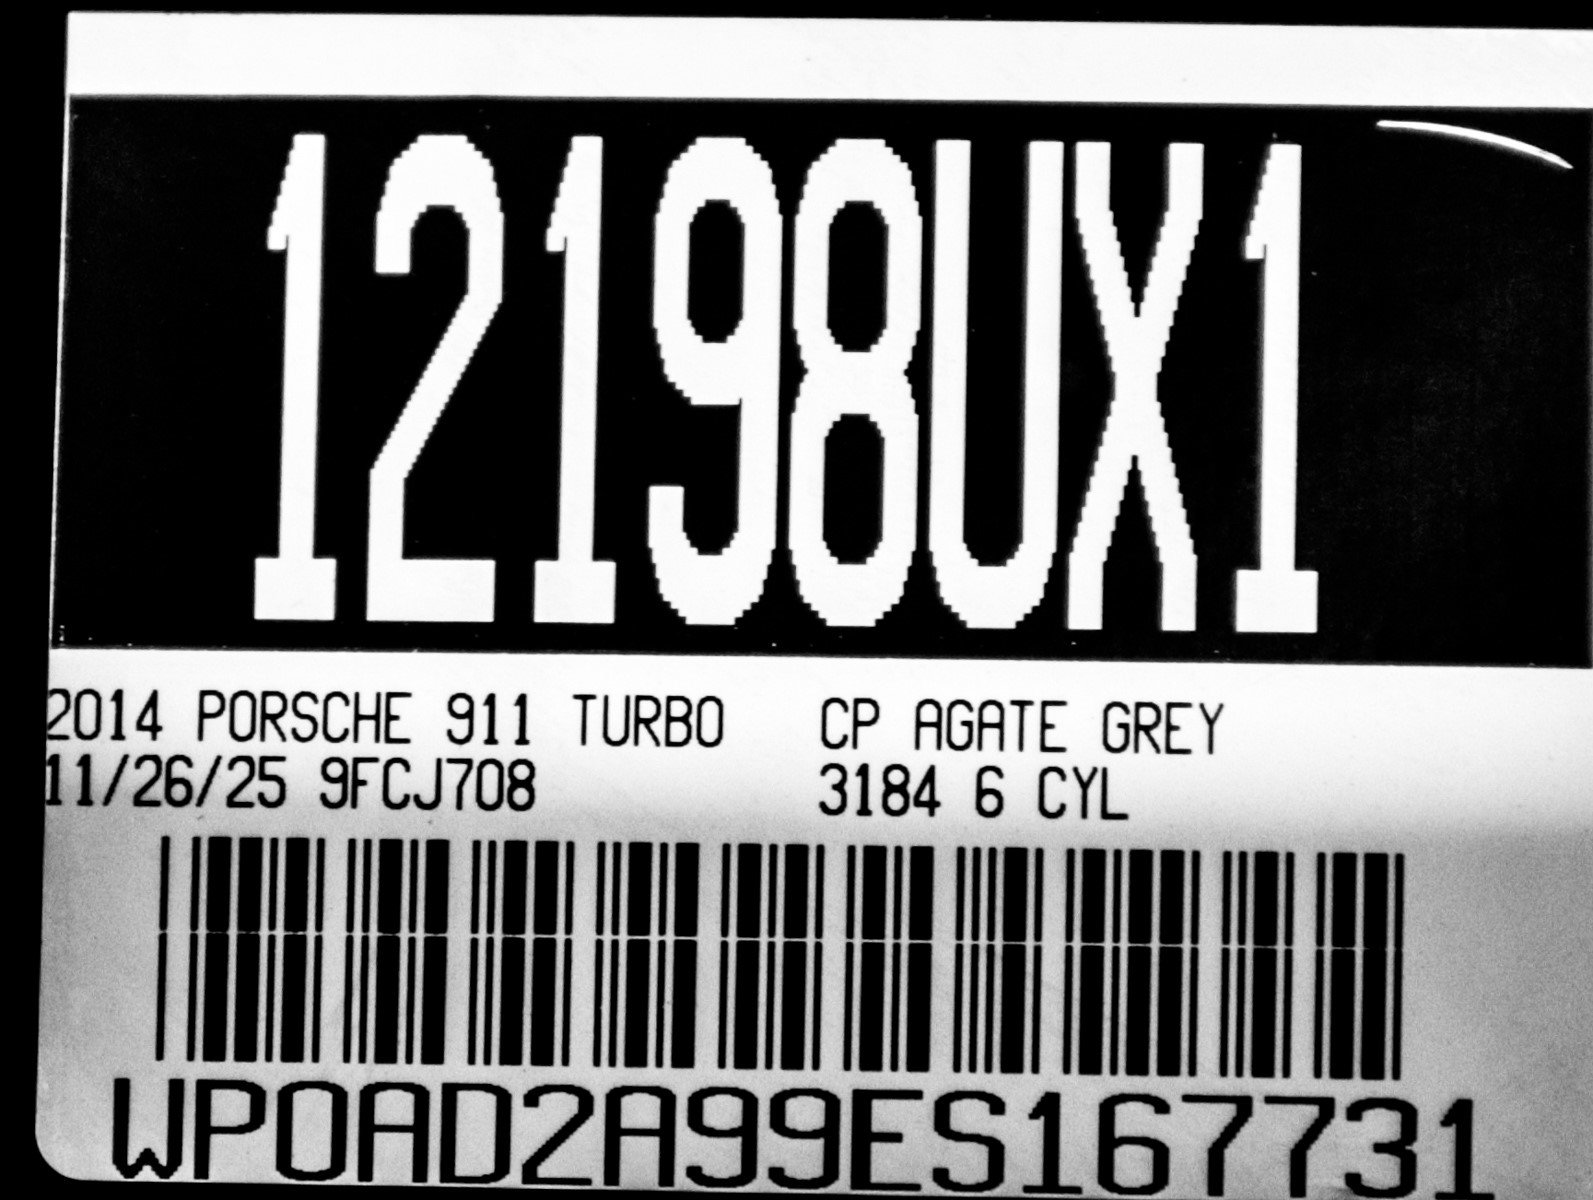 12198UX1
2014 PORSCHE 911 TURBO CP AGATE GREY
11/26/25 9FCJ708 3184 6 CYL
WP0AD2A99ES167731